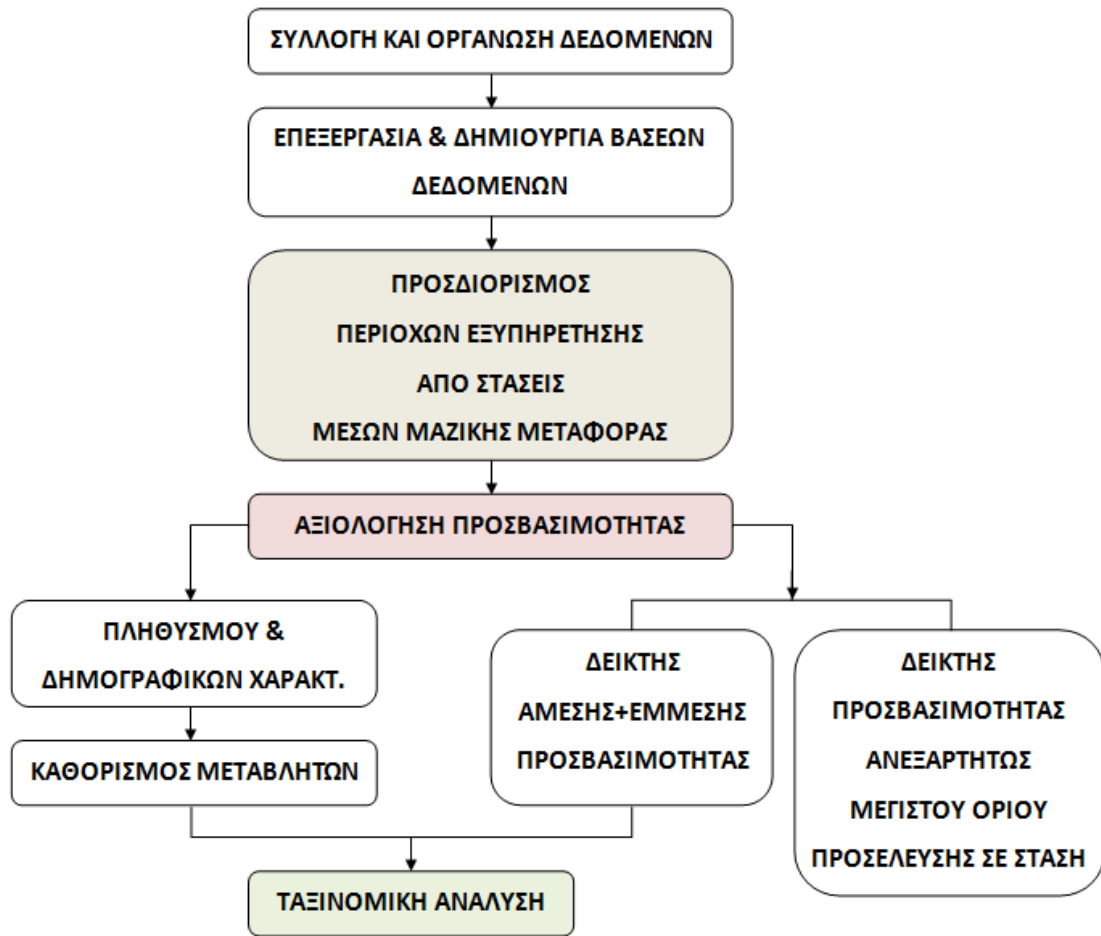 ΣΥΛΛΟΓΗ ΚΑΙ ΟΡΓΑΝΩΣΗ ΔΕΔΟΜΕΝΩΝ
ΕΠΕΞΕΡΓΑΣΙΑ & ΔΗΜΙΟΥΡΓΙΑ ΒΑΣΕΩΝ
ΔΕΔΟΜΕΝΩΝ
ΠΡΟΣΔΙΟΡΙΣΜΟΣ
ΠΕΡΙΟΧΩΝ ΕΞΥΠΗΡΕΤΗΣΗΣ
ΑΠΟ ΣΤΑΣΕΙΣ
ΜΕΣΩΝ ΜΑΖΙΚΗΣ ΜΕΤΑΦΟΡΑΣ
ΑΞΙΟΛΟΓΗΣΗ ΠΡΟΣΒΑΣΙΜΟΤΗΤΑΣ
ΠΛΗΘΥΣΜΟΥ &
ΔΗΜΟΓΡΑΦΙΚΩΝ ΧΑΡΑΚΤ.
ΚΑΘΟΡΙΣΜΟΣ ΜΕΤΑΒΛΗΤΩΝ
ΔΕΙΚΤΗΣ
ΑΜΕΣΗΣ+ΕΜΜΕΣΗΣ
ΠΡΟΣΒΑΣΙΜΟΤΗΤΑΣ
ΔΕΙΚΤΗΣ
ΠΡΟΣΒΑΣΙΜΟΤΗΤΑΣ
ΑΝΕΞΑΡΤΗΤΩΣ
ΜΕΓΙΣΤΟΥ ΟΡΙΟΥ
ΠΡΟΣΕΛΕΥΣΗΣ ΣΕ ΣΤΑΣΗ
ΤΑΞΙΝΟΜΙΚΗ ΑΝΑΛΥΣΗ